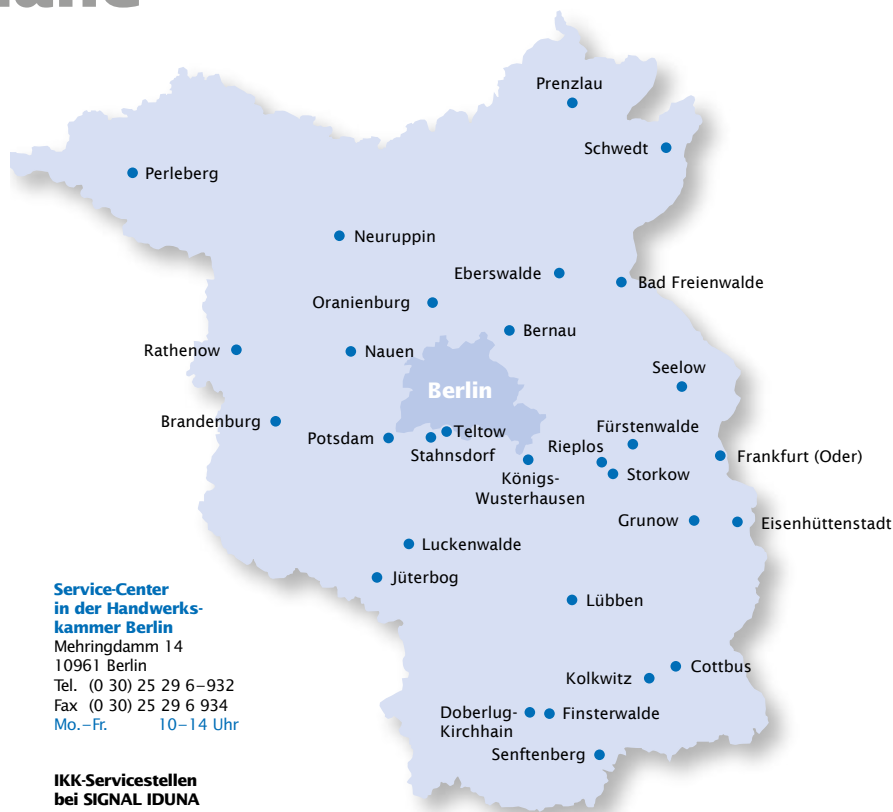 Prenzlau
Schwedt
Perleberg
Neuruppin
Eberswalde
Bad Freienwalde
Oranienburg
Bernau
Rathenow
Nauen
Seelow
Berlin
Brandenburg
Potsdam
Teltow
Stahnsdorf
Fürstenwalde
Rieplos
Frankfurt (Oder)
Storkow
Königs-
Wusterhausen
Grunow
Eisenhüttenstadt
Luckenwalde
Jüterbog
Lübben
Cottbus
Kolkwitz
Doberlug-
Kirchhain
Finsterwalde
Senftenberg
Service-Center
in der Handwerks-
kammer Berlin
Mehringdamm 14
10961 Berlin
Tel. (0 30) 25 29 6–932
Fax (0 30) 25 29 6 934
Mo.–Fr. 10–14 Uhr
IKK-Servicestellen
bei SIGNAL IDUNA